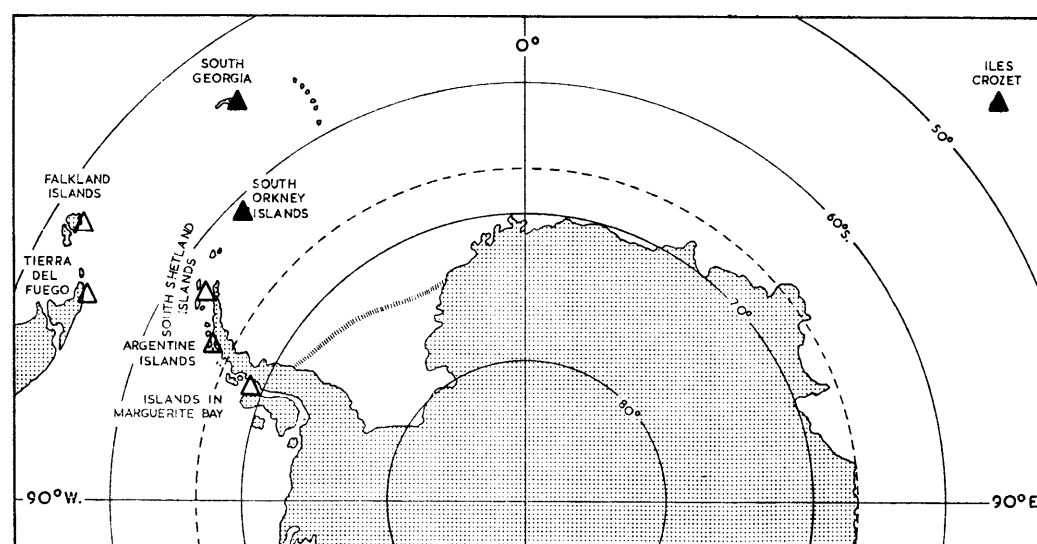 0°
SOUTH
GEORGIA
ILES
CROZET
50°
FALKLAND
ISLANDS
SOUTH
ORKNEY
ISLANDS
60°S.
TIERRA
DEL
FUEGO
SOUTH SHETLAND
ISLANDS
70°
ARGENTINE
ISLANDS
ISLANDS IN
MARGUERITE BAY
80°
90°W.
90°E